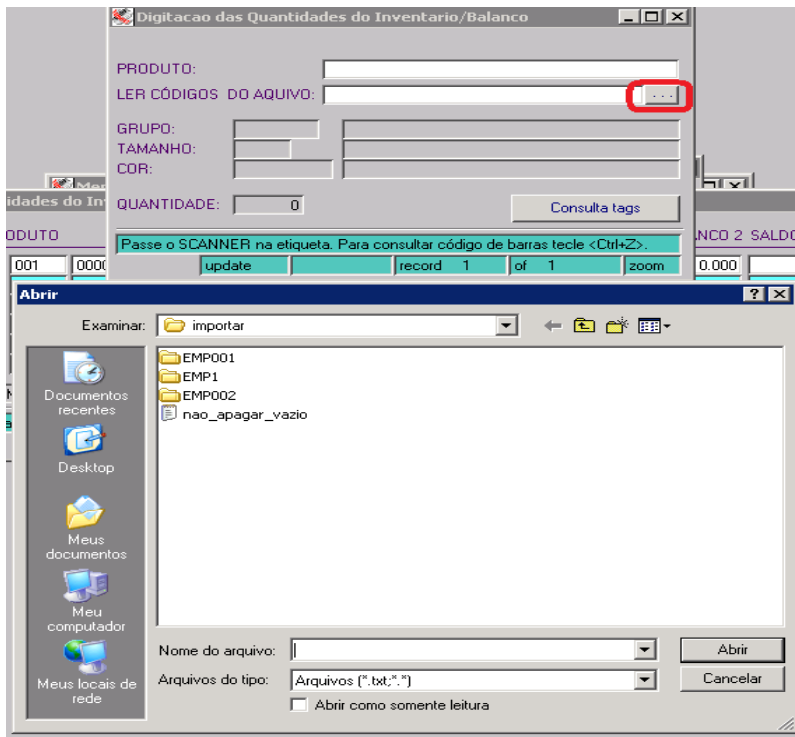 Digitacao das Quantidades do Inventario/Balanco
PRODUTO:
LER CÓDIGOS DO AQUIVO:
...
GRUPO:
TAMANHO:
COR:
QUANTIDADE: 0
Consulta tags
idades do In
ODUTO
NCO 2 SALDO
Passe o SCANNER na etiqueta. Para consultar código de barras tecle <Ctrl+Z>.
001 0000 0.000
update record 1 of 1 zoom
Abrir
Examinar: importar
EMP001
EMP1
EMP002
nao_apagar_vazio
Documentos
recentes
Desktop
Meus
documentos
Meu
computador
Meus locais de
rede
Nome do arquivo:
Abrir
Arquivos do tipo: Arquivos (*.txt;*.*)
Cancelar
Abrir como somente leitura